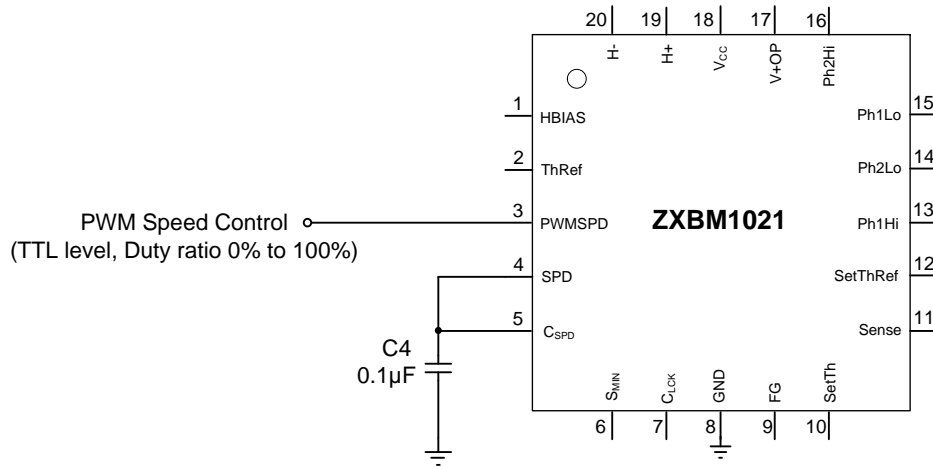 20 19 18 17 16
H- H+ VCC V+OP Ph2Hi
1 HBIAS
Ph1Lo 15
2 ThRef
Ph2Lo 14
PWM Speed Control
(TTL level, Duty ratio 0% to 100%)
3 PWMSPD
ZXBM1021
Ph1Hi 13
4 SPD
SetThRef 12
5 CSPD
Sense 11
C4
0.1µF
SMIN CLCK GND FG SetTh
6 7 8 9 10